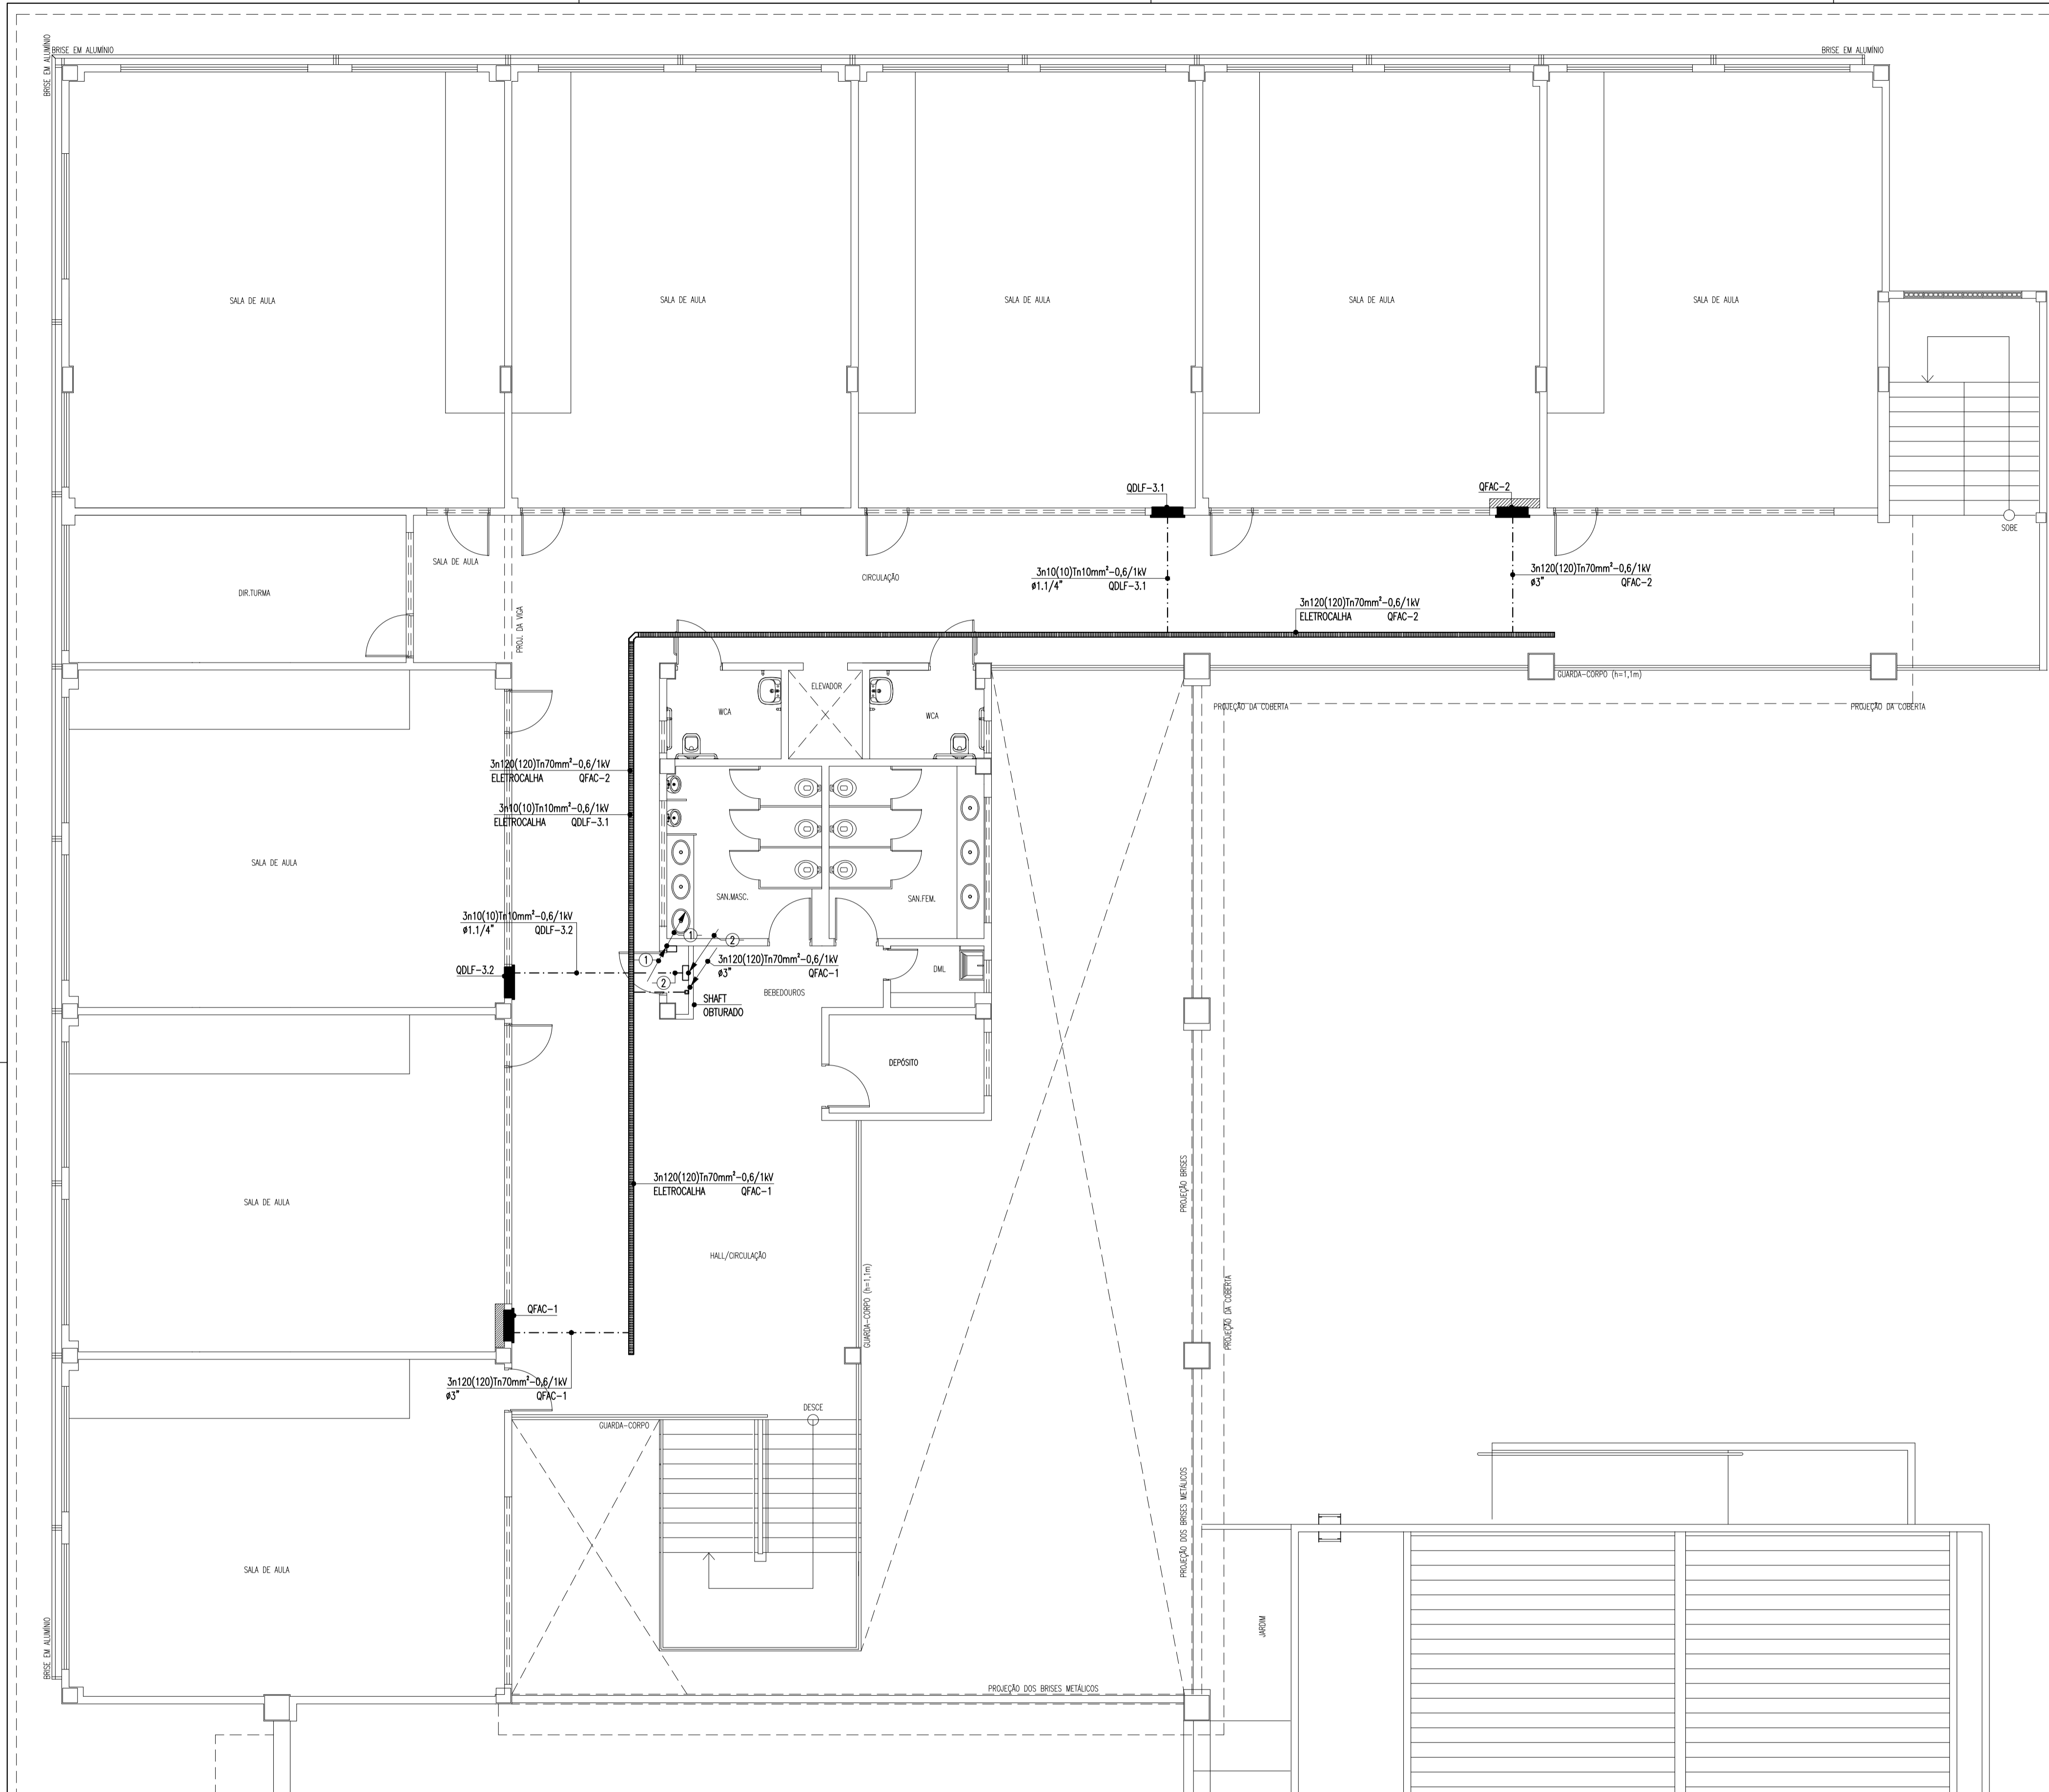 BRISE EM ALUMÍNIO
BRISE EM ALUMÍNIO
BRISE EM ALUMÍNIO
SALA DE AULA
SALA DE AULA
SALA DE AULA
SALA DE AULA
SALA DE AULA
QDLF-3.1
QFAC-2
SOBE
SALA DE AULA
CIRCULAÇÃO
DIR.TURMA
3n10(10)Tn10mm²-0,6/1kV
ø1.1/4" QDLF-3.1
3n120(120)Tn70mm²-0,6/1kV
ø3" QFAC-2
3n120(120)Tn70mm²-0,6/1kV
ELETROCALHA QFAC-2
PROJ. DA VIGA
ELEVADOR
WCA
WCA
GUARDA-CORPO (h=1,1m)
PROJEÇÃO DA COBERTA
PROJEÇÃO DA COBERTA
3n120(120)Tn70mm²-0,6/1kV
ELETROCALHA QFAC-2
3n10(10)Tn10mm²-0,6/1kV
ELETROCALHA QDLF-3.1
SALA DE AULA
SAN.MASC.
SAN.FEM.
3n10(10)Tn10mm²-0,6/1kV
ø1.1/4" QDLF-3.2
1
2
1
2
3n120(120)Tn70mm²-0,6/1kV
ø3" QFAC-1
QDLF-3.2
DML
BEBEDOUROS
SHAFT
OBTURADO
DEPÓSITO
3n120(120)Tn70mm²-0,6/1kV
ELETROCALHA QFAC-1
SALA DE AULA
PROJEÇÃO BRISES
HALL/CIRCULAÇÃO
GUARDA-CORPO (h=1,1m)
PROJEÇÃO DA COBERTA
QFAC-1
3n120(120)Tn70mm²-0,6/1kV
ø3" QFAC-1
DESCE
GUARDA-CORPO
PROJEÇÃO DOS BRISES METÁLICOS
SALA DE AULA
JARDIM
BRISE EM ALUMÍNIO
PROJEÇÃO DOS BRISES METÁLICOS